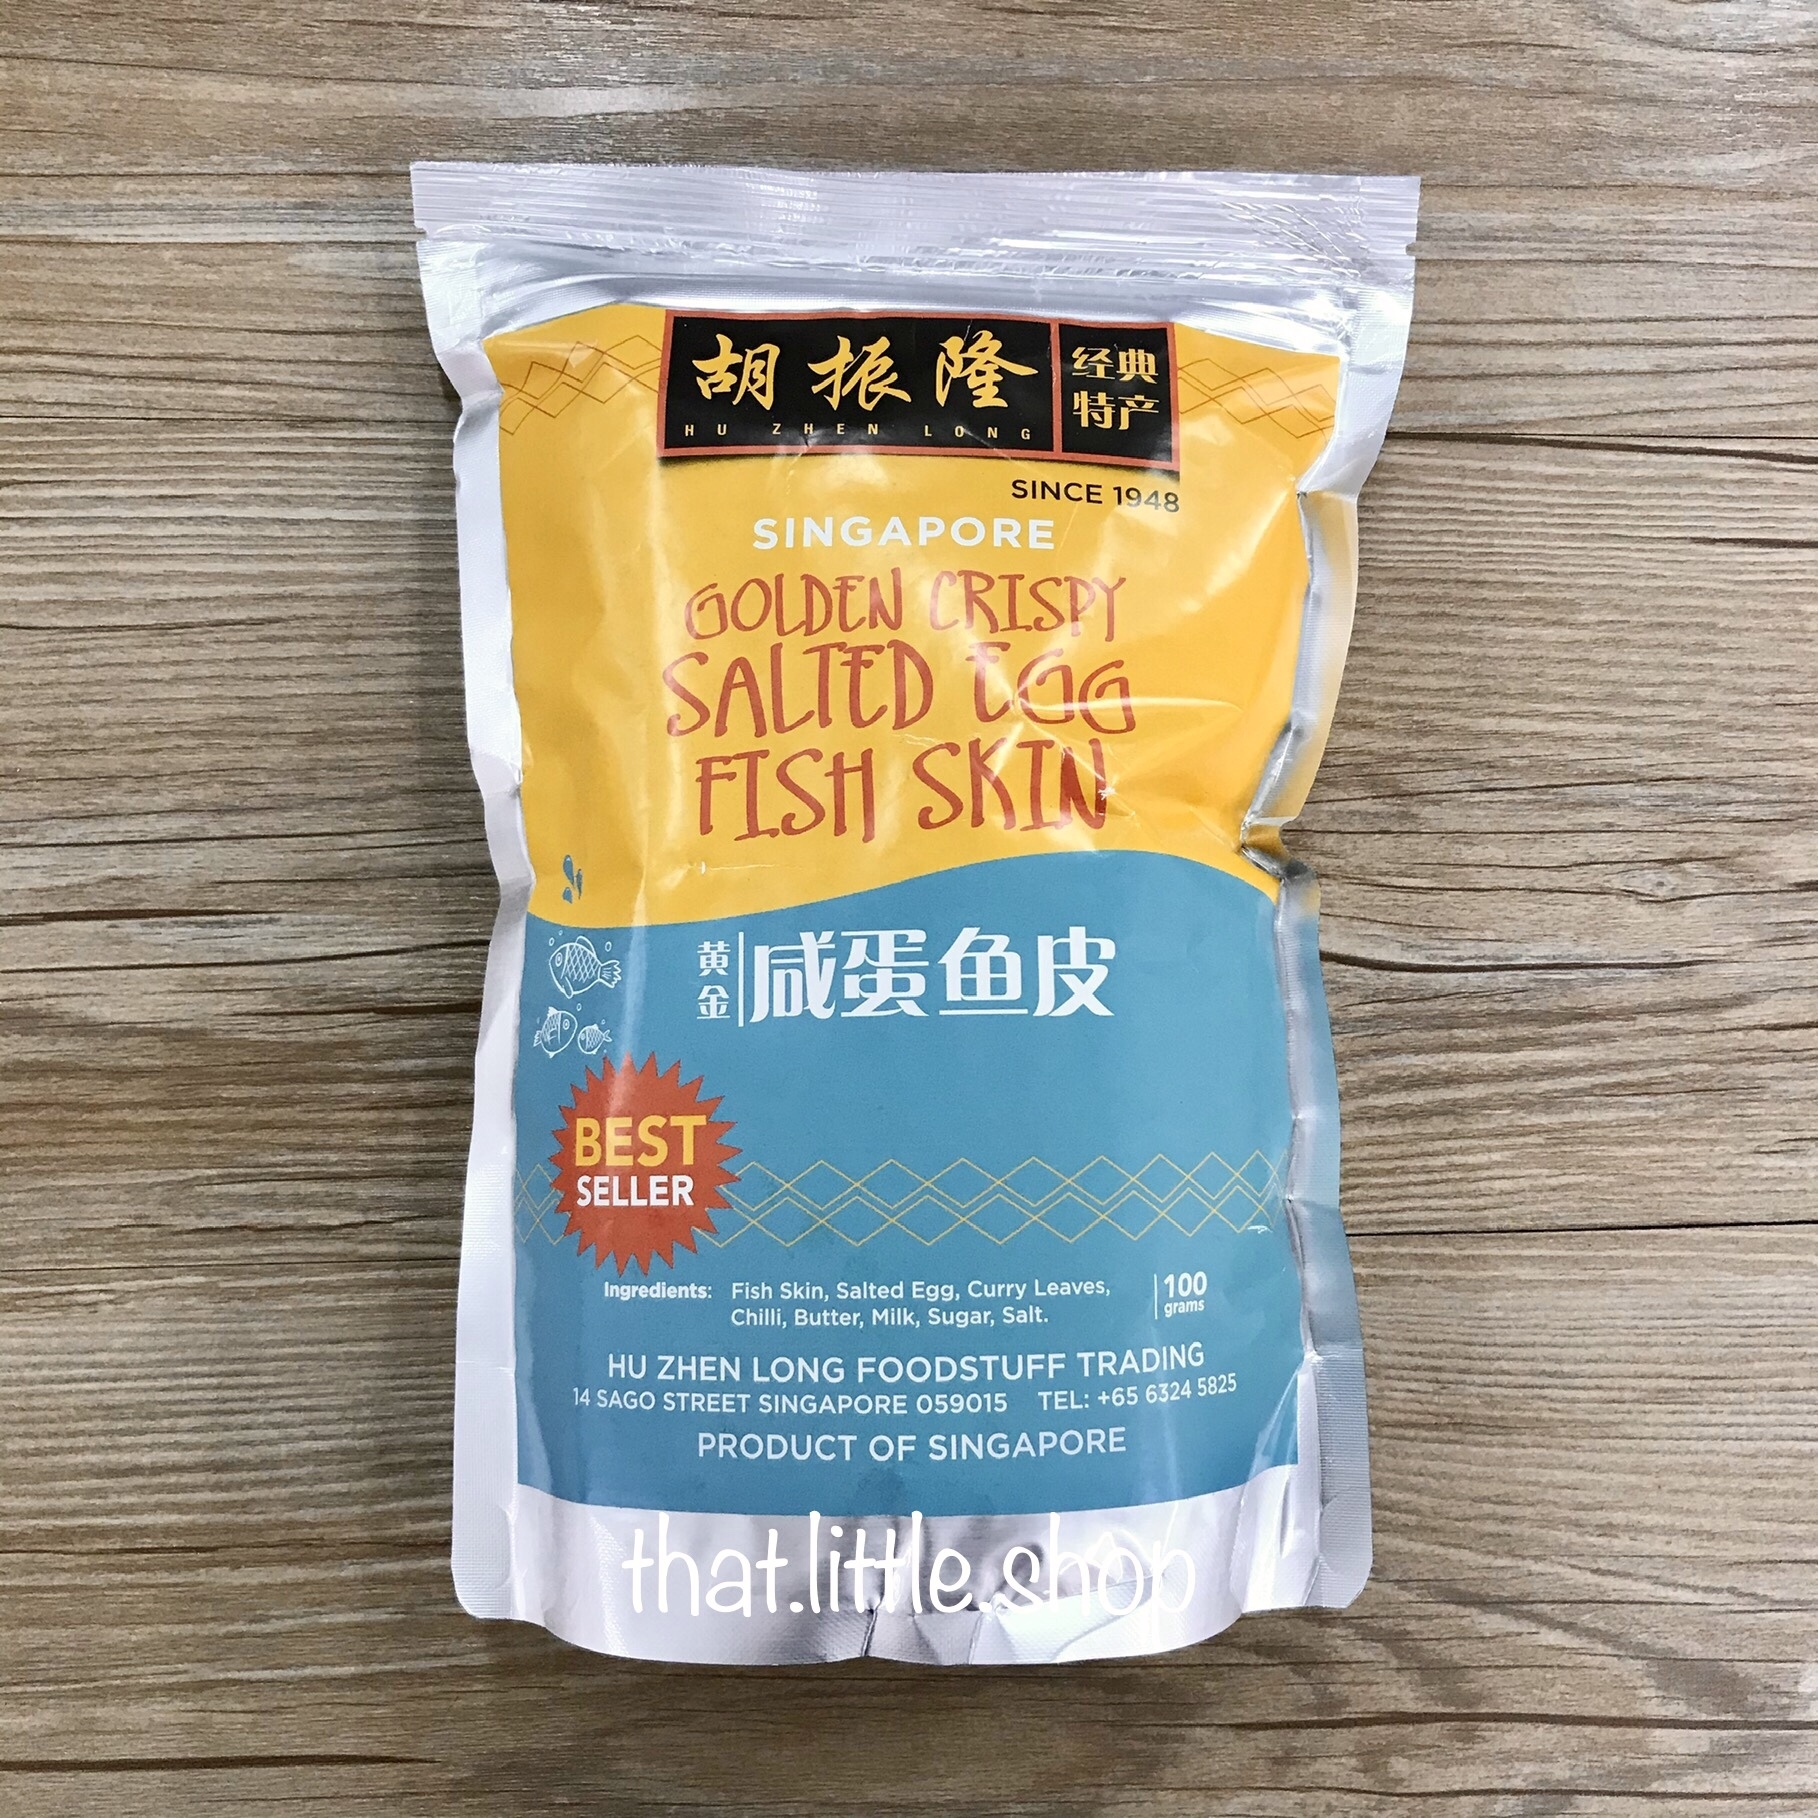 胡振隆
HU ZHEN LONG
经典
特产
SINCE 1948
SINGAPORE
GOLDEN CRISPY
SALTED EGG
FISH SKIN
黄金
咸蛋鱼皮
BEST
SELLER
Ingredients: Fish Skin, Salted Egg, Curry Leaves,
Chilli, Butter, Milk, Sugar, Salt.
100
grams
HU ZHEN LONG FOODSTUFF TRADING
14 SAGO STREET SINGAPORE 059015 TEL: +65 6324 5825
PRODUCT OF SINGAPORE
that.little.shop